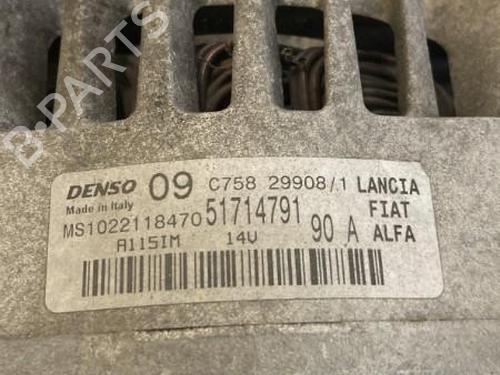 B-PARTS
DENSO 09 C758 29908/1 LANCIA
Made in Italy 51714791 FIAT
MS1022118470 90 A ALFA
A115IM 14V